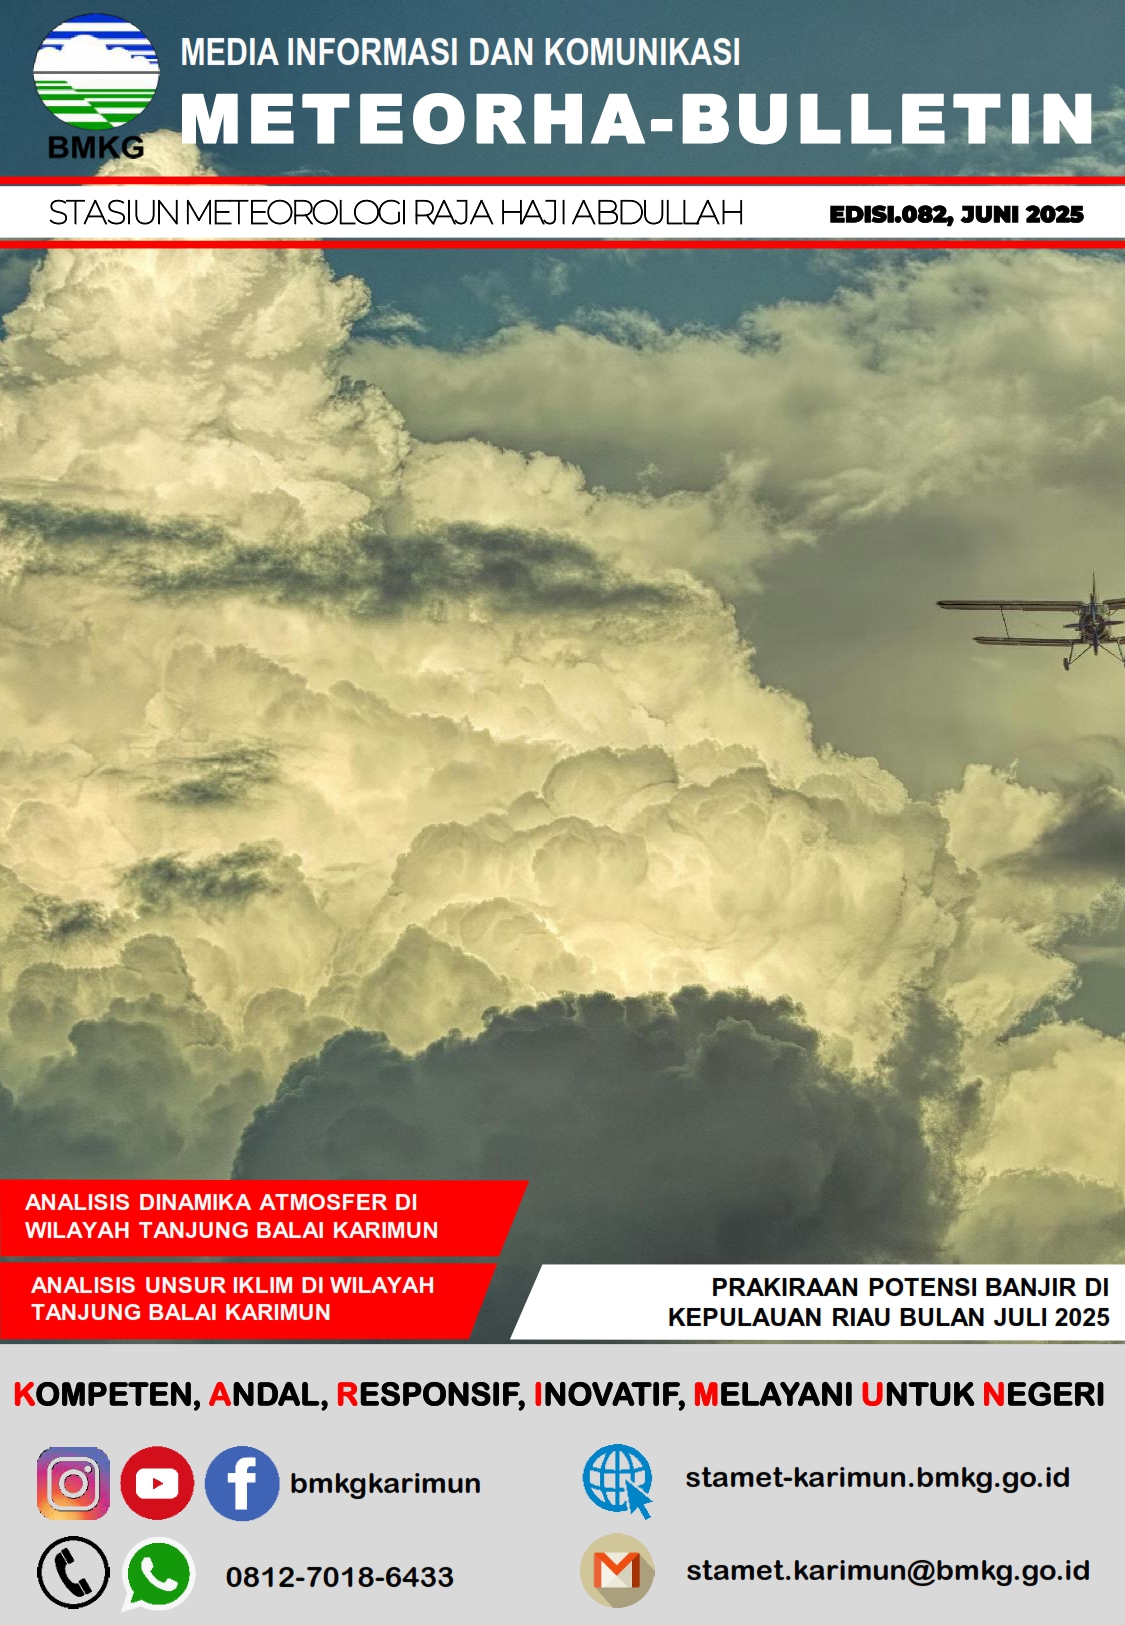 BMKG
MEDIA INFORMASI DAN KOMUNIKASI
METEORHA-BULLETIN
STASIUN METEOROLOGI RAJA HAJI ABDULLAH
EDISI.082, JUNI 2025
ANALISIS DINAMIKA ATMOSFER DI
WILAYAH TANJUNG BALAI KARIMUN
ANALISIS UNSUR IKLIM DI WILAYAH
TANJUNG BALAI KARIMUN
PRAKIRAAN POTENSI BANJIR DI
KEPULAUAN RIAU BULAN JULI 2025
KOMPETEN, ANDAL, RESPONSIF, INOVATIF, MELAYANI UNTUK NEGERI
bmkgkarimun
stamet-karimun.bmkg.go.id
0812-7018-6433
stamet.karimun@bmkg.go.id